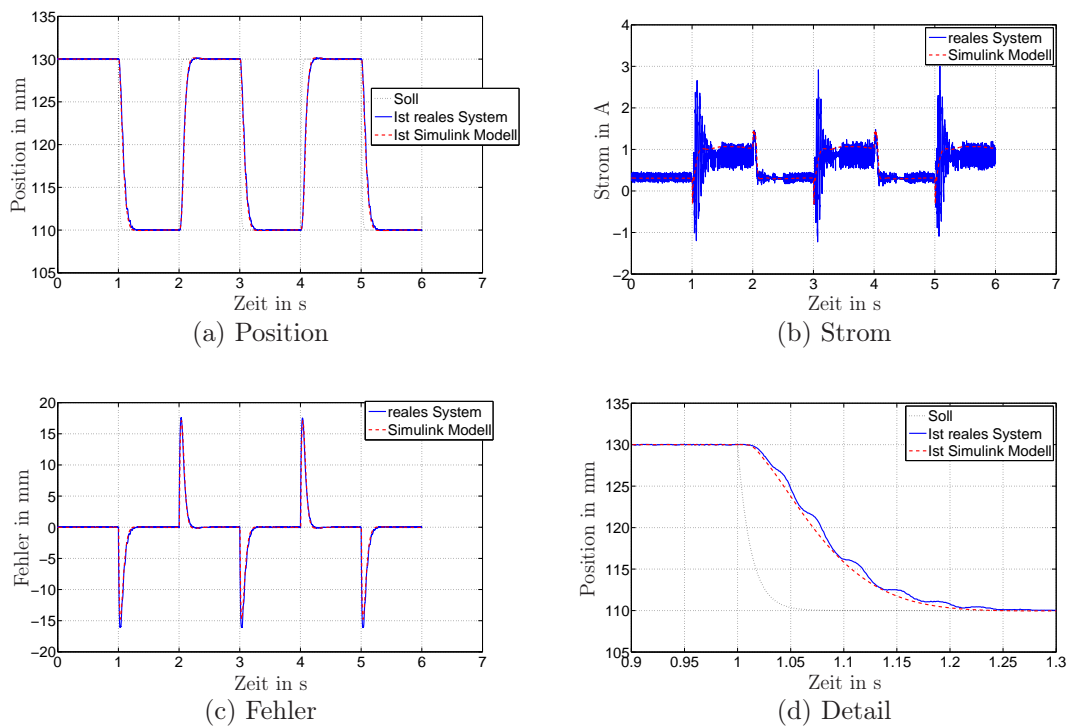 135
130
125
120
115
110
105
0 1 2 3 4 5 6 7
Position in mm
Zeit in s
Soll
Ist reales System
Ist Simulink Modell
(a) Position
4
3
2
1
0
−1
−2
0 1 2 3 4 5 6 7
Strom in A
Zeit in s
reales System
Simulink Modell
(b) Strom
20
15
10
5
0
−5
−10
−15
−20
0 1 2 3 4 5 6 7
Fehler in mm
Zeit in s
reales System
Simulink Modell
(c) Fehler
135
130
125
120
115
110
105
0.9 0.95 1 1.05 1.1 1.15 1.2 1.25 1.3
Position in mm
Zeit in s
Soll
Ist reales System
Ist Simulink Modell
(d) Detail